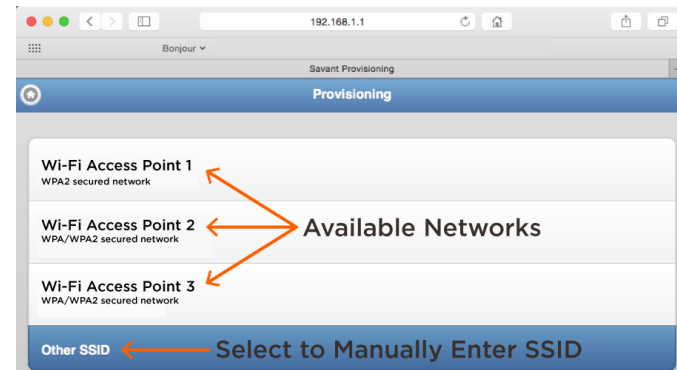 192.168.1.1
Bonjour
Savant Provisioning
Provisioning
Wi-Fi Access Point 1
WPA2 secured network
Wi-Fi Access Point 2
WPA/WPA2 secured network
Available Networks
Wi-Fi Access Point 3
WPA/WPA2 secured network
Other SSID
Select to Manually Enter SSID